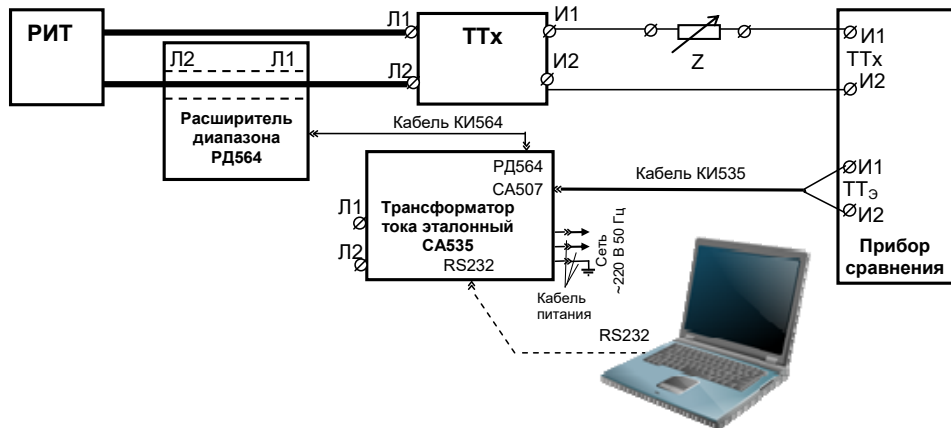 РИТ
Л1
Л2
ТТх
И1
И2
Z
И1
ТТх
И2
Л2 Л1
Расширитель
диапазона
РД564
Кабель КИ564
РД564
СА507
Трансформатор
тока эталонный
СА535
RS232
Л1
Л2
Кабель КИ535
И1
ТТЭ
И2
Прибор
сравнения
Сеть
~220 В 50 Гц
Кабель
питания
RS232